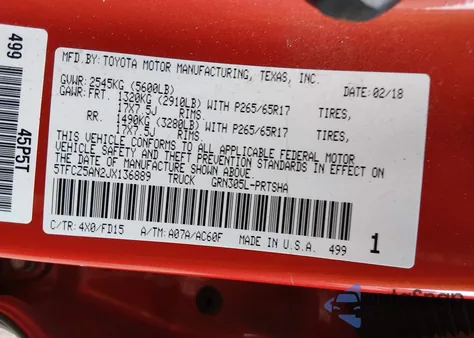 499
45P5T
MFD.BY: TOYOTA MOTOR MANUFACTURING, TEXAS, INC.
GVWR: 2545KG (5600LB) DATE: 02/18
GAWR: FRT. 1320KG (2910LB) WITH P265/65R17 TIRES,
17X7.5J RIMS.
RR. 1490KG (3280LB) WITH P265/65R17 TIRES,
17X7.5J RIMS.
THIS VEHICLE CONFORMS TO ALL APPLICABLE FEDERAL MOTOR
VEHICLE SAFETY AND THEFT PREVENTION STANDARDS IN EFFECT ON
THE DATE OF MANUFACTURE SHOWN ABOVE.
5TFCZ5AN2JX136889 TRUCK GRN305L-PRTSHA
C/TR: 4X0/FD15 A/TM: A07A/AC60F MADE IN U.S.A. 499 1